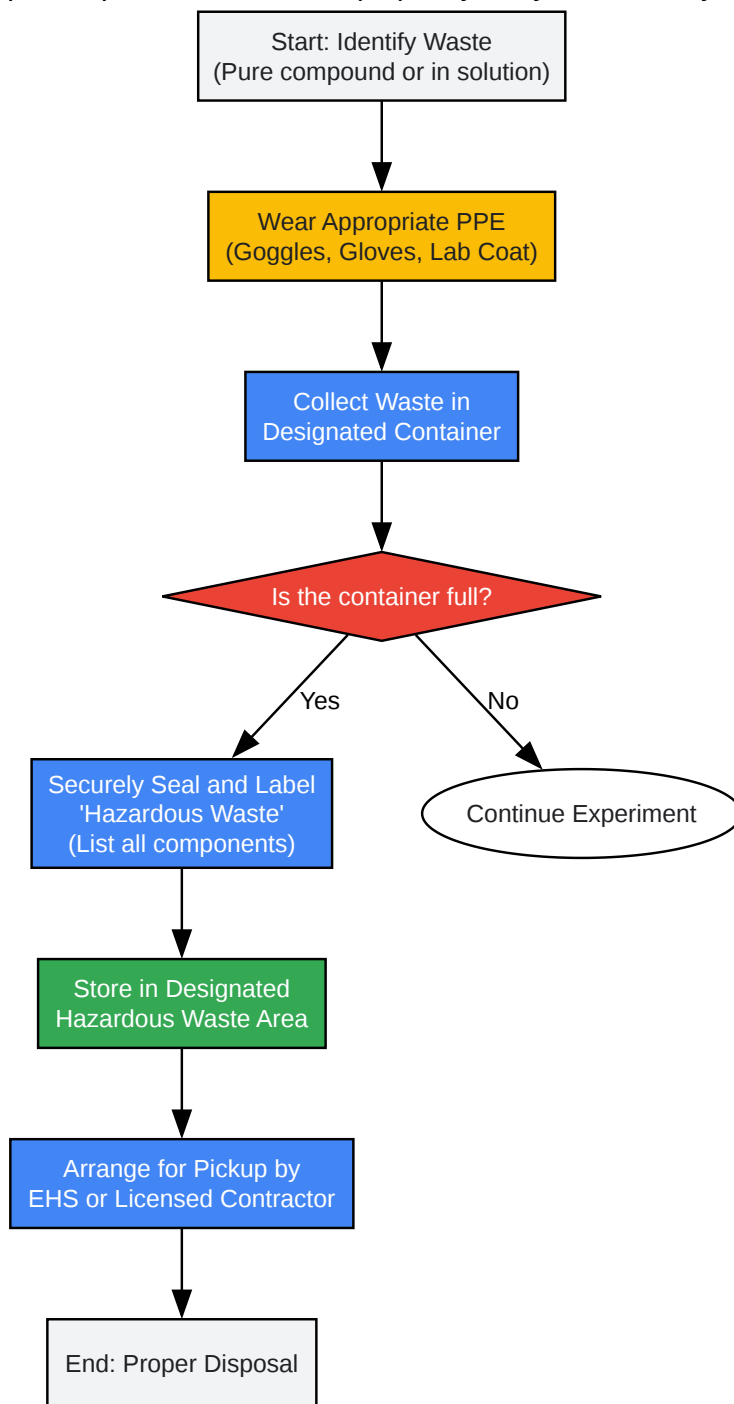 Start: Identify Waste
(Pure compound or in solution)
Wear Appropriate PPE
(Goggles, Gloves, Lab Coat)
Collect Waste in
Designated Container
Is the container full?
Yes
No
Securely Seal and Label
'Hazardous Waste'
(List all components)
Continue Experiment
Store in Designated
Hazardous Waste Area
Arrange for Pickup by
EHS or Licensed Contractor
End: Proper Disposal